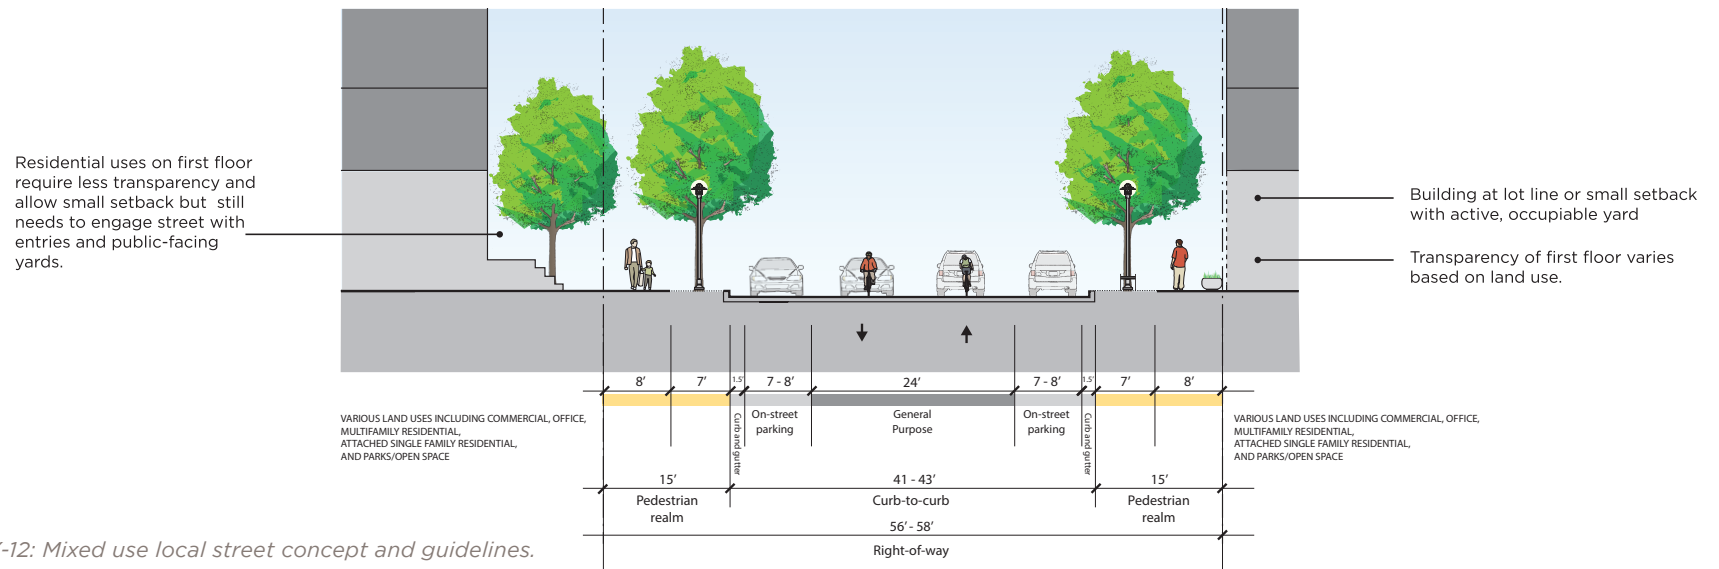 Residential uses on first floor
require less transparency and
allow small setback but still
needs to engage street with
entries and public-facing
yards.
Building at lot line or small setback
with active, occupiable yard
Transparency of first floor varies
based on land use.
8’ 7’ 1.5’ 7 - 8’ 24’ 7 - 8’ 1.5’ 7’ 8’
VARIOUS LAND USES INCLUDING COMMERCIAL, OFFICE,
MULTIFAMILY RESIDENTIAL,
ATTACHED SINGLE FAMILY RESIDENTIAL,
AND PARKS/OPEN SPACE
Curb and gutter
On-street
parking
General
Purpose
On-street
parking
Curb and gutter
VARIOUS LAND USES INCLUDING COMMERCIAL, OFFICE,
MULTIFAMILY RESIDENTIAL,
ATTACHED SINGLE FAMILY RESIDENTIAL,
AND PARKS/OPEN SPACE
15’ 41 - 43’ 15’
Pedestrian
realm
Curb-to-curb
Pedestrian
realm
56’ - 58’
Right-of-way
-12: Mixed use local street concept and guidelines.